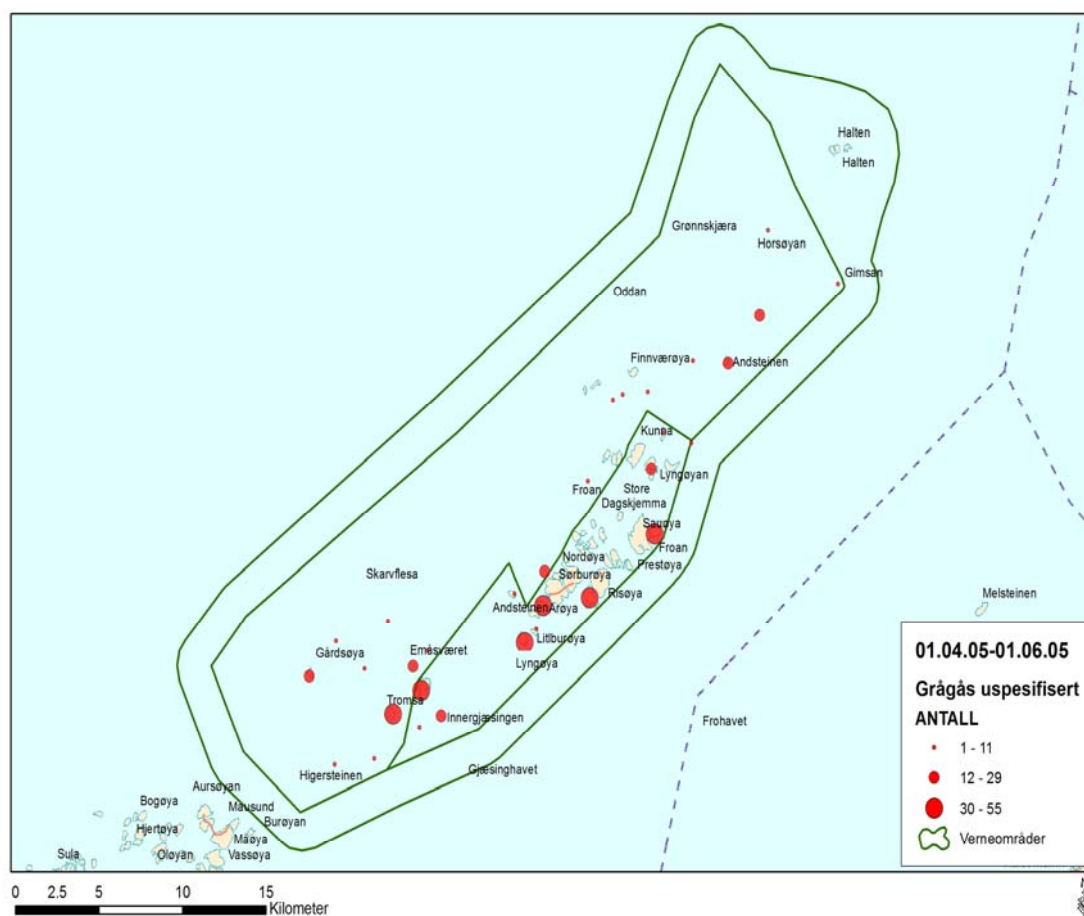 Halten
Halten
Grønnskjæra
Horsøyan
Gimsan
Oddan
Finnværøya
Andsteinen
Kunna
Lyngøyan
Froan
Store
Dagskjemma
Sauøya
Froan
Nordøya
Prestøya
Skarvflesa
Sørburøya
Risøya
Melsteinen
Andsteinen
Arøya
Litlburøya
Emåsværet
Gårdsøya
Lyngøya
Tromsa
Innergjæsingen
Frohavet
Gjæsinghavet
Higersteinen
Aursøyan
Bogøya
Mausund
Burøyan
Hjertøya
Måøya
Sula
Oløyan
Vassøya
01.04.05-01.06.05
Grågås uspesifisert
ANTALL
1 - 11
12 - 29
30 - 55
Verneområder
0 2.5 5 10 15
Kilometer